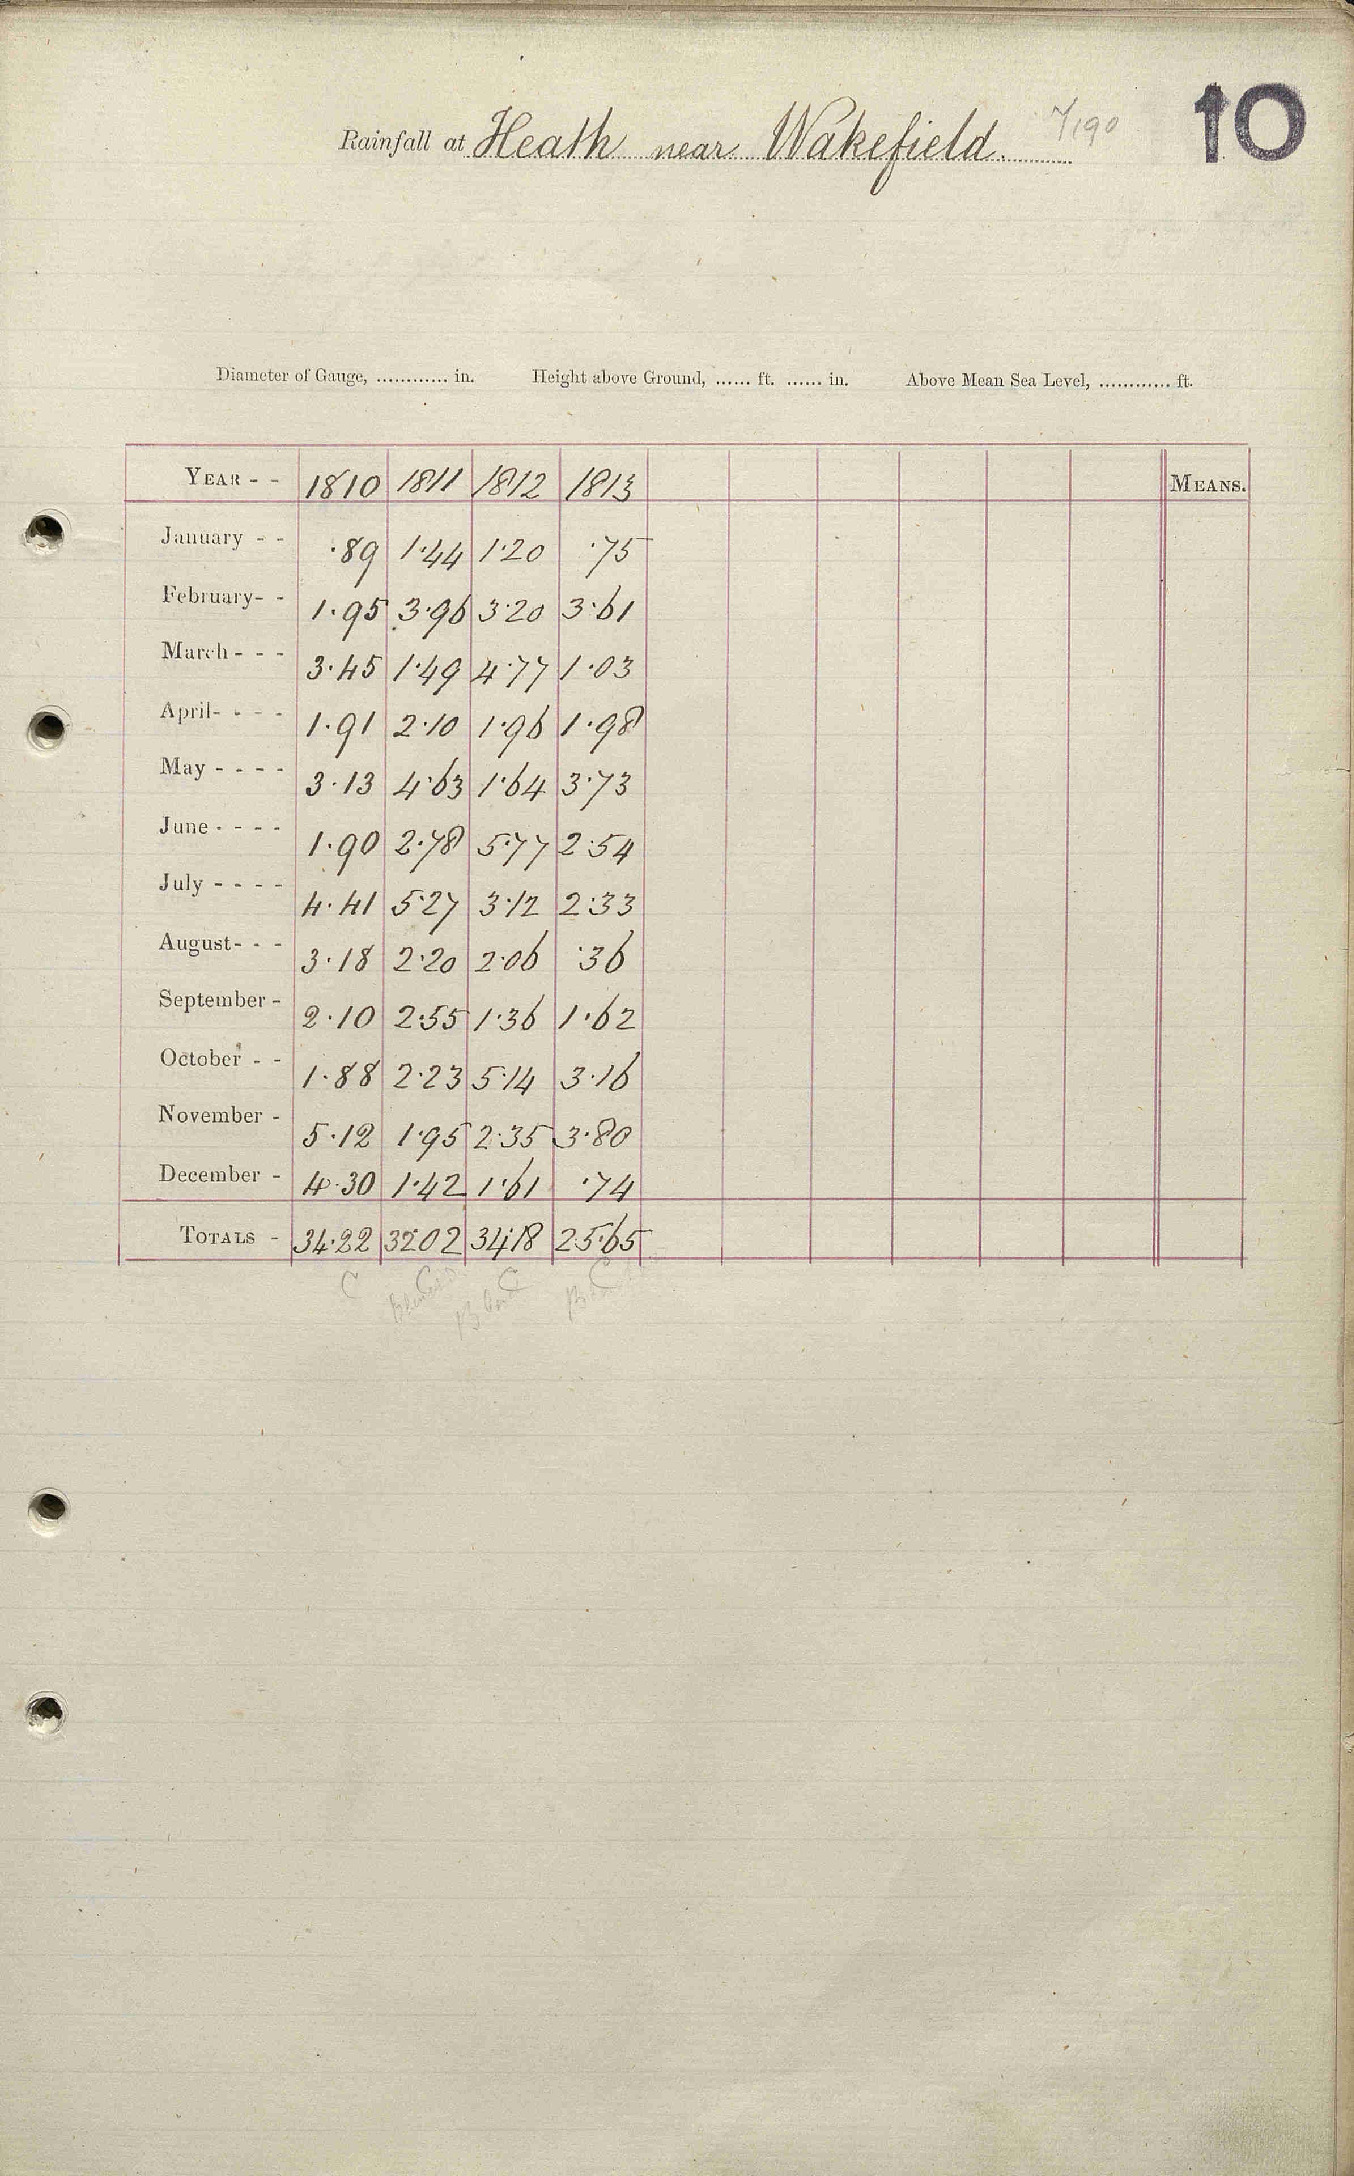 Rainfall at Heath near Wakefield. 10
Diameter of Gauge, ............ in. Height above Ground, ...... ft. ...... in. Above Mean Sea Level, ............ ft.
YEAR - - 1810 1811 1812 1813 MEANS.
January - - ·89 1·44 1·20 ·75
February- - 1·95 3·96 3·20 3·61
March - - - 3·45 1·49 4·77 1·03
April- - - - 1·91 2·10 1·96 1·98
May - - - - 3·13 4·63 1·64 3·73
June - - - - 1·90 2·78 5·77 2·54
July - - - - 4·41 5·27 3·12 2·33
August- - - 3·18 2·20 2·06 ·36
September - 2·10 2·55 1·36 1·62
October - - 1·88 2·23 5·14 3·16
November - 5·12 1·95 2·35 3·80
December - 4·30 1·42 1·61 ·74
TOTALS - 34·22 32·02 34·18 25·65
C C C C